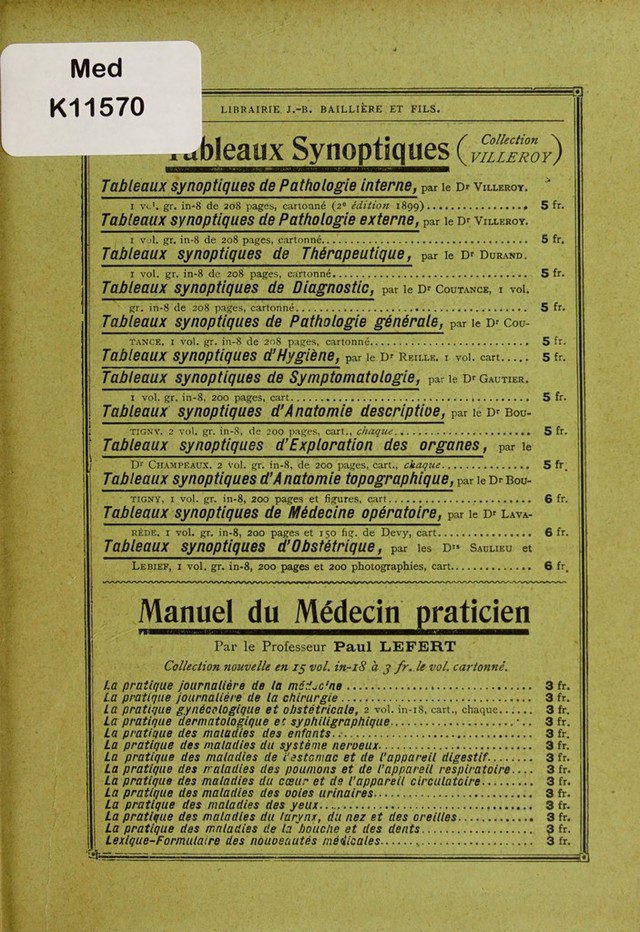 Med
K11570
LIBRAIRIE J.-B. BAILLIÈRE ET FILS.
Tableaux Synoptiques (Collection VILLEROY)
Tableaux synoptiques de Pathologie interne, par le Dr VILLEROY.
1 vol. gr. in-8 de 208 pages, cartonné (2e édition 1899)................ 5 fr.
Tableaux synoptiques de Pathologie externe, par le Dr VILLEROY.
1 vol. gr. in-8 de 208 pages, cartonné................ 5 fr.
Tableaux synoptiques de Thérapeutique, par le Dr DURAND.
1 vol. gr. in-8 de 208 pages, cartonné................ 5 fr.
Tableaux synoptiques de Diagnostic, par le Dr COUTANCE, 1 vol.
gr. in-8 de 208 pages, cartonné................ 5 fr.
Tableaux synoptiques de Pathologie générale, par le Dr COU-
TANCE, 1 vol. gr. in-8 de 208 pages, cartonné................ 5 fr.
Tableaux synoptiques d'Hygiène, par le Dr REILLE. 1 vol. cart..... 5 fr.
Tableaux synoptiques de Symptomatologie, par le Dr GAUTIER.
1 vol. gr. in-8, 200 pages, cart................ 5 fr.
Tableaux synoptiques d'Anatomie descriptive, par le Dr BOU-
TIGNY. 2 vol. gr. in-8, de 200 pages, cart., chaque................ 5 fr.
Tableaux synoptiques d'Exploration des organes, par le
Dr CHAMPEAUX. 2 vol. gr. in-8, de 200 pages, cart., chaque................ 5 fr.
Tableaux synoptiques d'Anatomie topographique, par le Dr BOU-
TIGNY, 1 vol. gr. in-8, 200 pages et figures, cart................ 6 fr.
Tableaux synoptiques de Médecine opératoire, par le Dr LAVA-
RÈDE. 1 vol. gr. in-8, 200 pages et 150 fig. de Devy, cart................ 6 fr.
Tableaux synoptiques d'Obstétrique, par les Drs SAULIEU et
LEBIEF, 1 vol. gr. in-8, 200 pages et 200 photographies, cart............. 6 fr.
Manuel du Médecin praticien
Par le Professeur Paul LEFERT
Collection nouvelle en 15 vol. in-18 à 3 fr. le vol. cartonné.
La pratique journalière de la médecine................ 3 fr.
La pratique journalière de la chirurgie................ 3 fr.
La pratique gynécologique et obstétricale, 2 vol. in-18, cart., chaque..... 3 fr.
La pratique dermatologique et syphiligraphique................ 3 fr.
La pratique des maladies des enfants................ 3 fr.
La pratique des maladies du système nerveux................ 3 fr.
La pratique des maladies de l'estomac et de l'appareil digestif........ 3 fr.
La pratique des maladies des poumons et de l'appareil respiratoire.... 3 fr.
La pratique des maladies du cœur et de l'appareil circulatoire......... 3 fr.
La pratique des maladies des voies urinaires................ 3 fr.
La pratique des maladies des yeux................ 3 fr.
La pratique des maladies du larynx, du nez et des oreilles............ 3 fr.
La pratique des maladies de la bouche et des dents................ 3 fr.
Lexique-Formulaire des nouveautés médicales................ 3 fr.